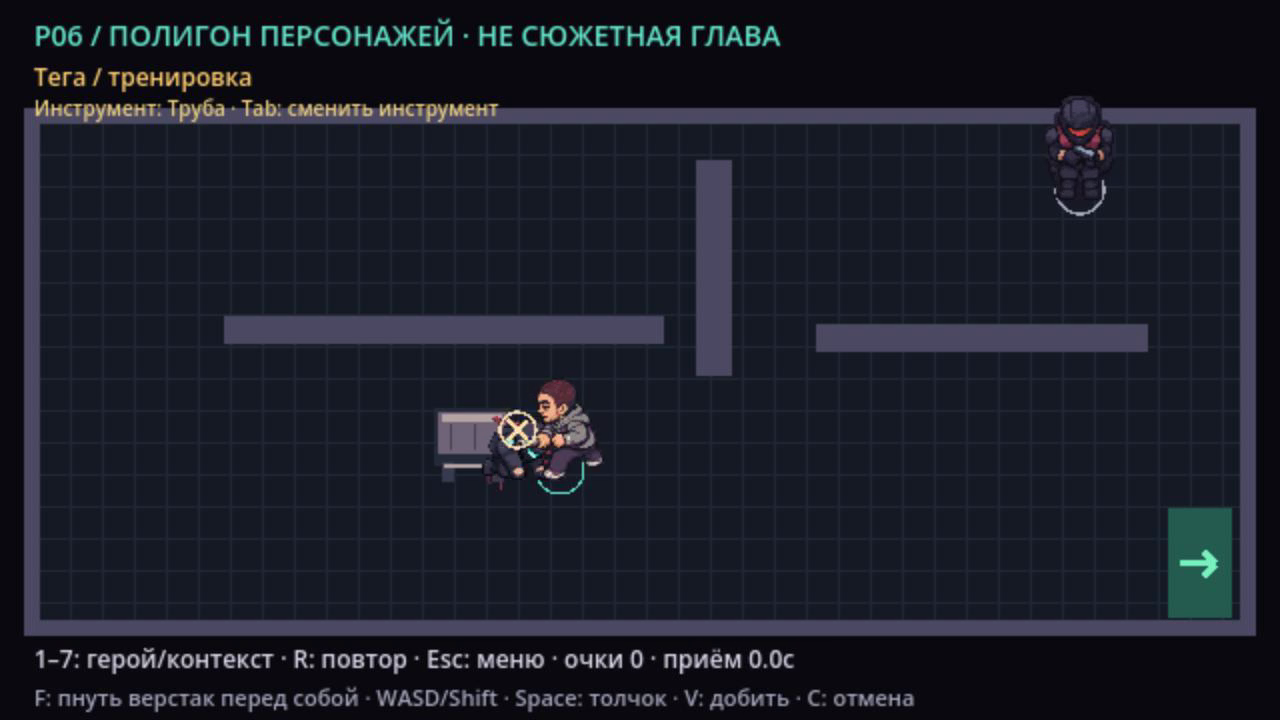 P06 / ПОЛИГОН ПЕРСОНАЖЕЙ · НЕ СЮЖЕТНАЯ ГЛАВА
Тега / тренировка
Инструмент: Труба · Tab: сменить инструмент
1–7: герой/контекст · R: повтор · Esc: меню · очки 0 · приём 0.0с
F: пнуть верстак перед собой · WASD/Shift · Space: толчок · V: добить · C: отмена